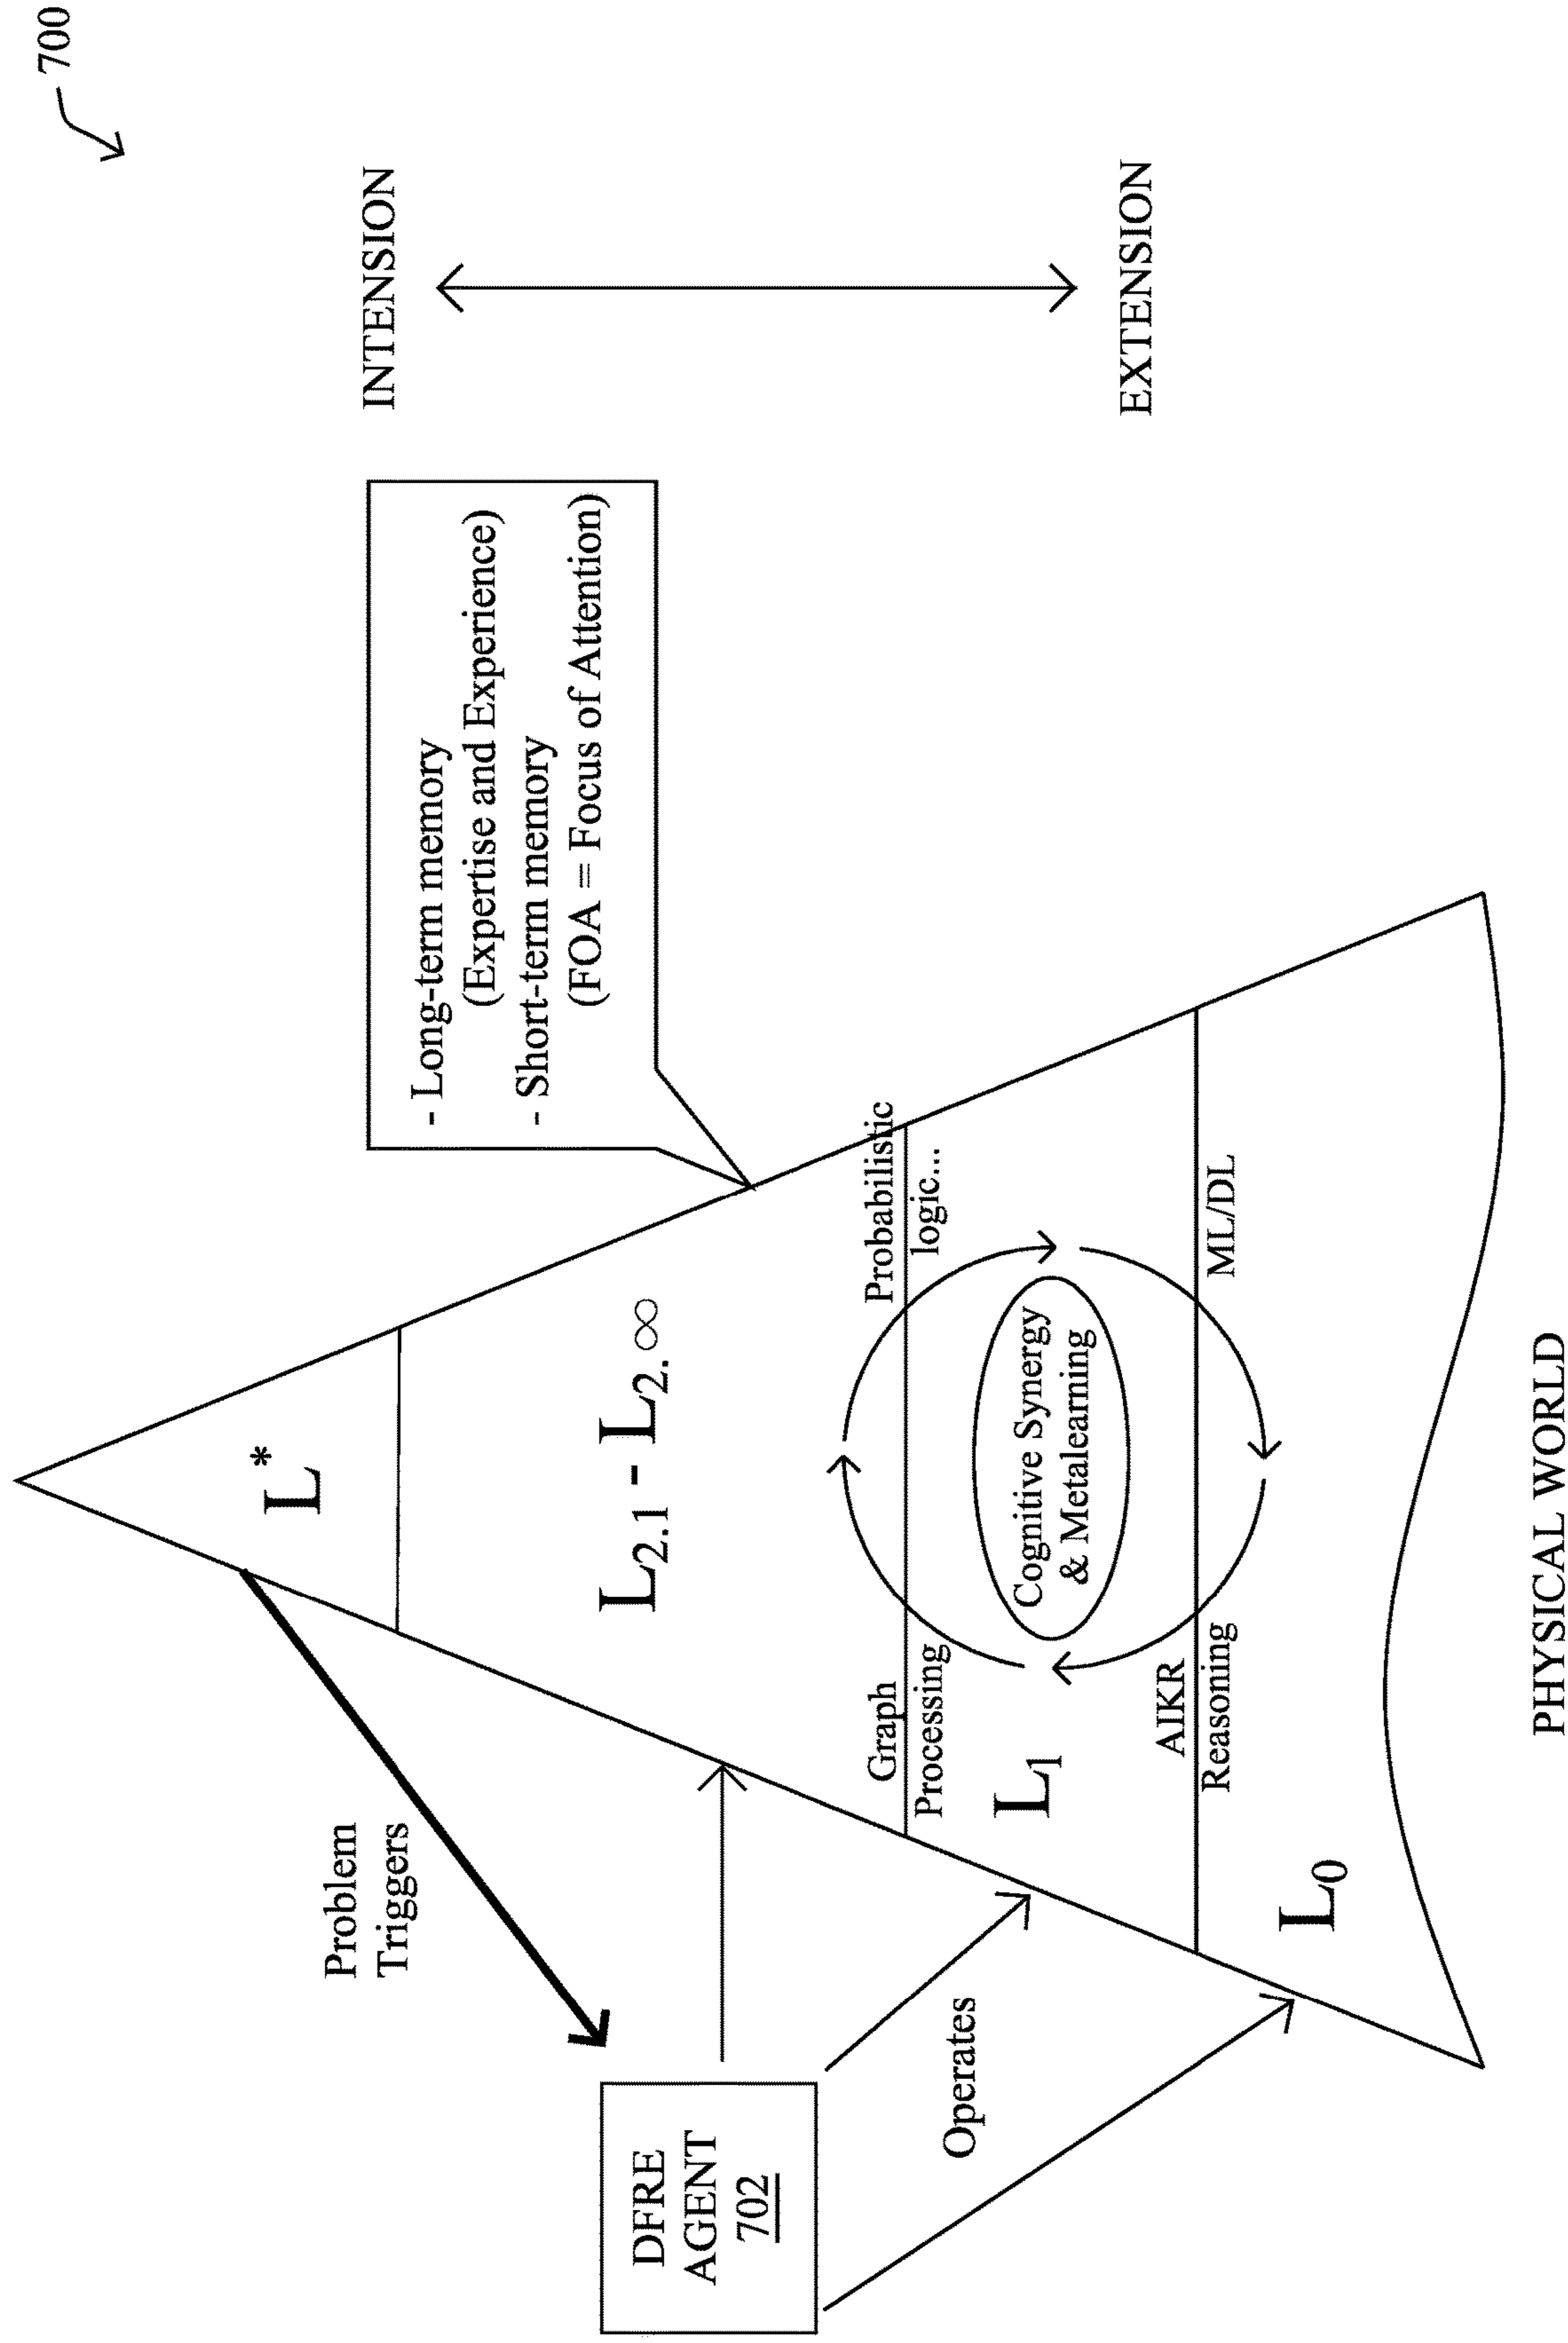 700
INTENSION
EXTENSION
Problem
Triggers
L*
- Long-term memory
(Expertise and Experience)
- Short-term memory
(FOA = Focus of Attention)
DFRE
AGENT
702
L2.1 - L2.∞
Operates
Graph
Processing
Probabilistic
logic...
L1
Cognitive Synergy
& Metalearning
AIKR
Reasoning
ML/DL
L0
PHYSICAL WORLD